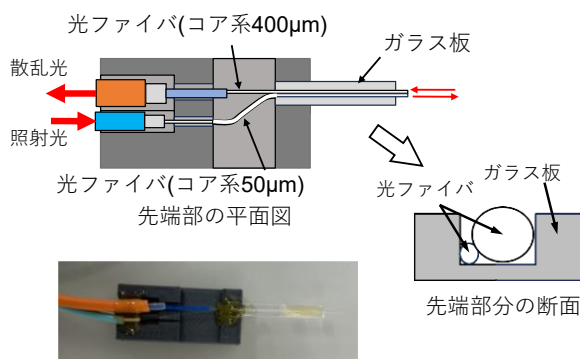 光ファイバ(コア系400μm)
ガラス板
散乱光
照射光
光ファイバ(コア系50μm)
先端部の平面図
光ファイバ
ガラス板
先端部分の断面